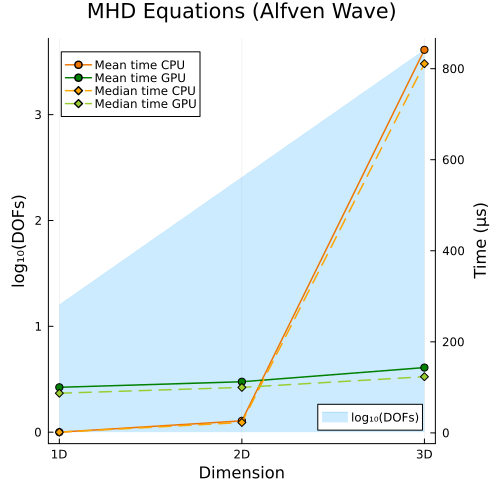 MHD Equations (Alfven Wave)
Mean time CPU
Mean time GPU
Median time CPU
Median time GPU
log₁₀(DOFs)
3
2
1
0
log₁₀(DOFs)
800
600
400
200
0
Time (μs)
1D
2D
3D
Dimension